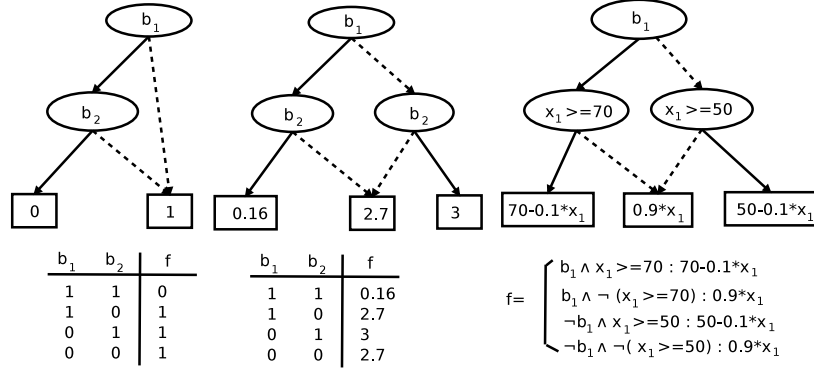 b₁
b₁
b₁
b₂
b₂
b₂
x₁ >=70
x₁ >=50
0
1
0.16
2.7
3
70-0.1*x₁
0.9*x₁
50-0.1*x₁
b₁ b₂ f
1 1 0
1 0 1
0 1 1
0 0 1
b₁ b₂ f
1 1 0.16
1 0 2.7
0 1 3
0 0 2.7
f=
b₁ ∧ x₁ >=70 : 70-0.1*x₁
b₁ ∧ ¬ (x₁ >=70) : 0.9*x₁
¬b₁ ∧ x₁ >=50 : 50-0.1*x₁
¬b₁ ∧ ¬( x₁ >=50) : 0.9*x₁